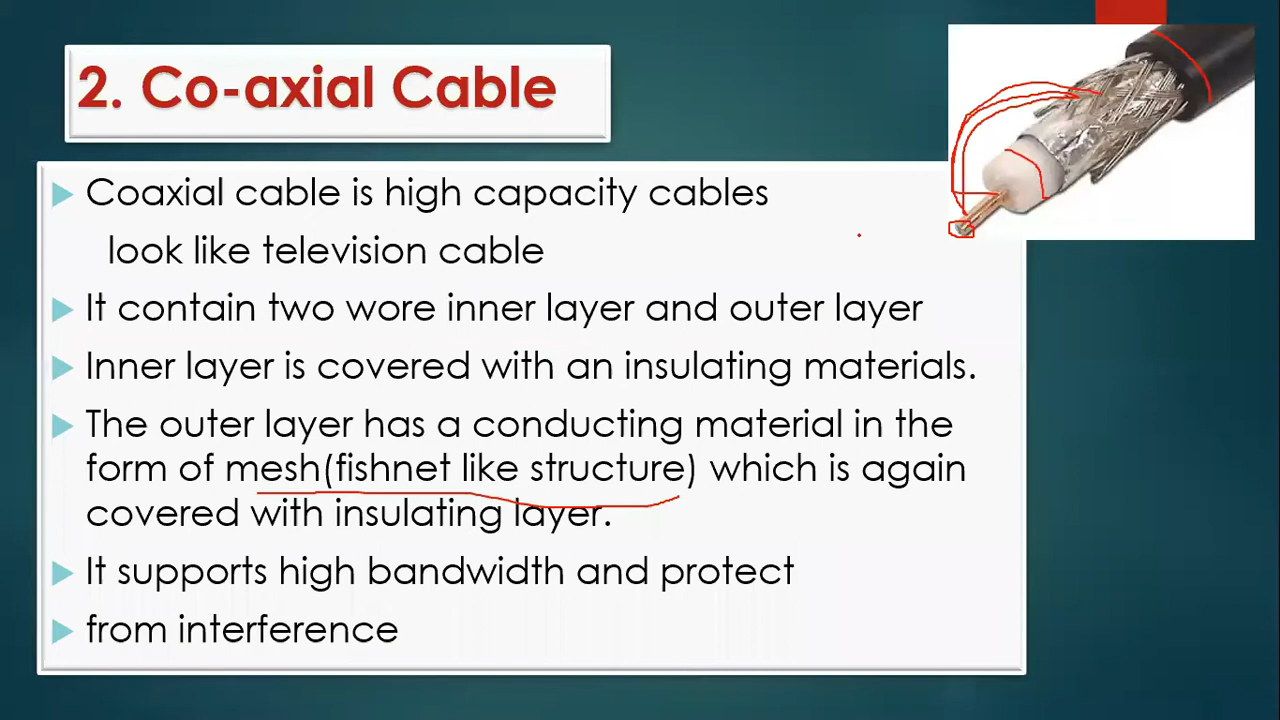 2. Co-axial Cable
Coaxial cable is high capacity cables
look like television cable
It contain two wore inner layer and outer layer
Inner layer is covered with an insulating materials.
The outer layer has a conducting material in the
form of mesh(fishnet like structure) which is again
covered with insulating layer.
It supports high bandwidth and protect
from interference